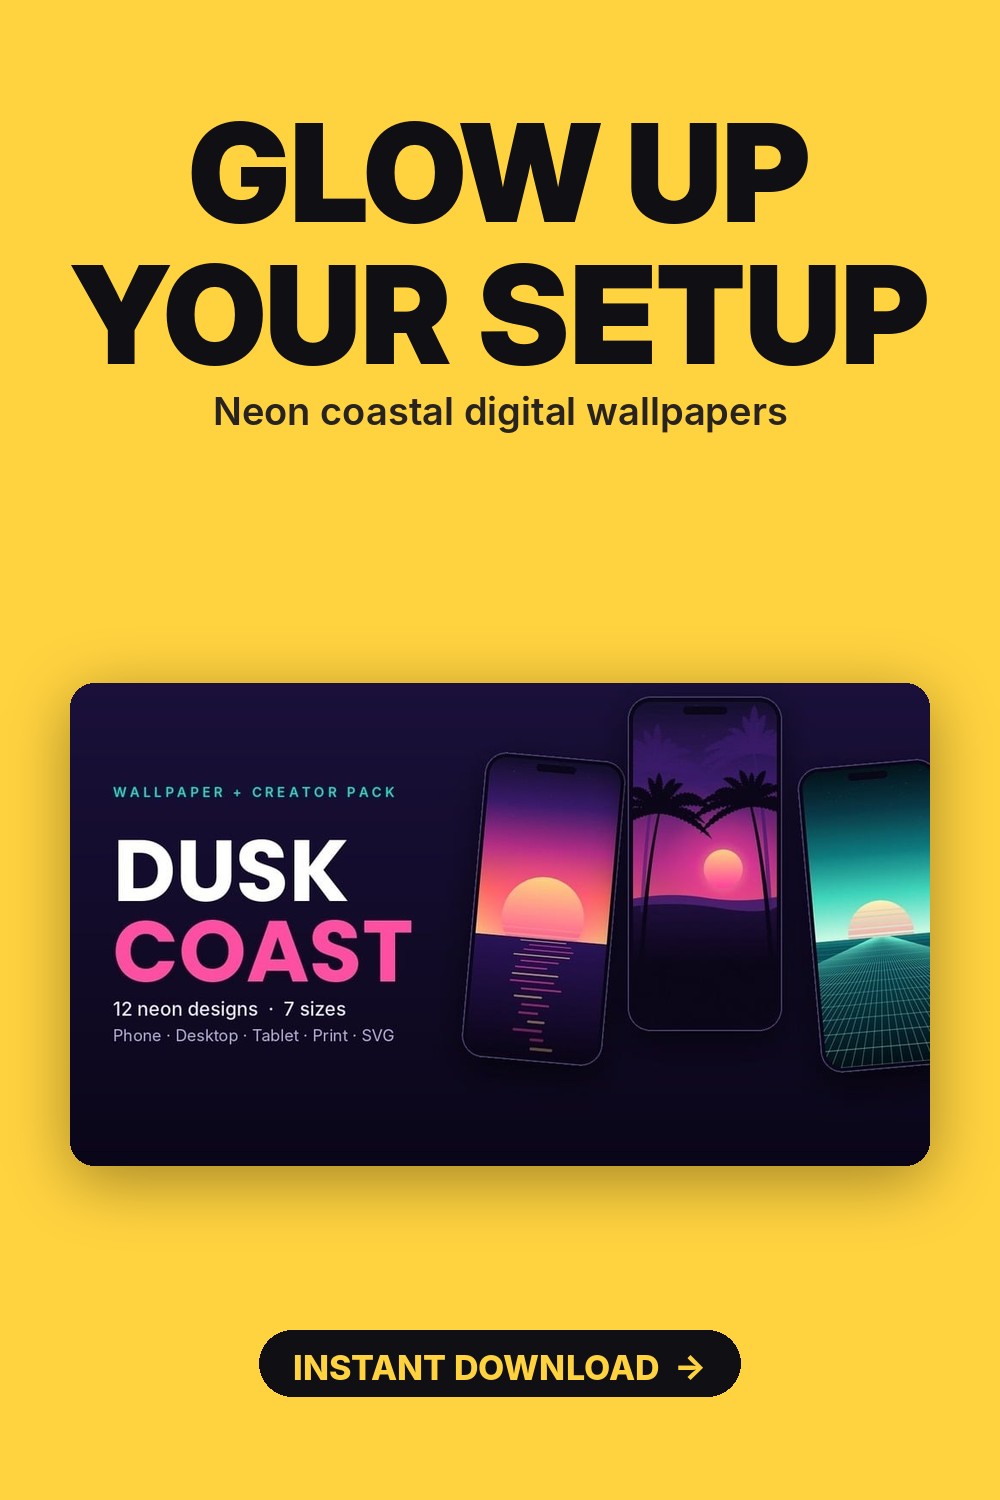 GLOW UP
YOUR SETUP
Neon coastal digital wallpapers
WALLPAPER + CREATOR PACK
DUSK
COAST
12 neon designs · 7 sizes
Phone · Desktop · Tablet · Print · SVG
INSTANT DOWNLOAD →